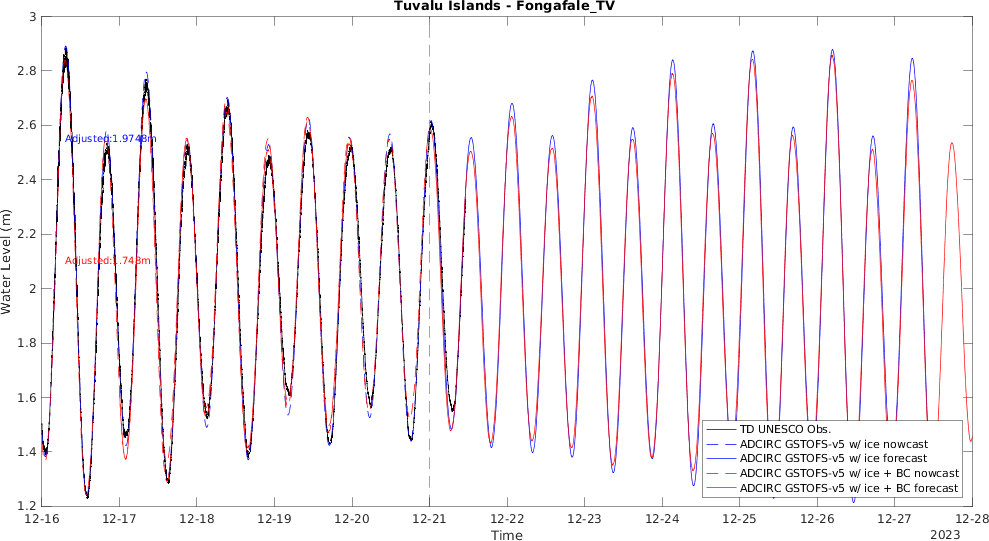 Tuvalu Islands - Fongafale_TV
3
2.8
2.6
2.4
2.2
2
1.8
1.6
1.4
1.2
Water Level (m)
Adjusted:1.9748m
Adjusted:1.748m
TD UNESCO Obs.
ADCIRC GSTOFS-v5 w/ ice nowcast
ADCIRC GSTOFS-v5 w/ ice forecast
ADCIRC GSTOFS-v5 w/ ice + BC nowcast
ADCIRC GSTOFS-v5 w/ ice + BC forecast
12-16 12-17 12-18 12-19 12-20 12-21 12-22 12-23 12-24 12-25 12-26 12-27 12-28
Time
2023